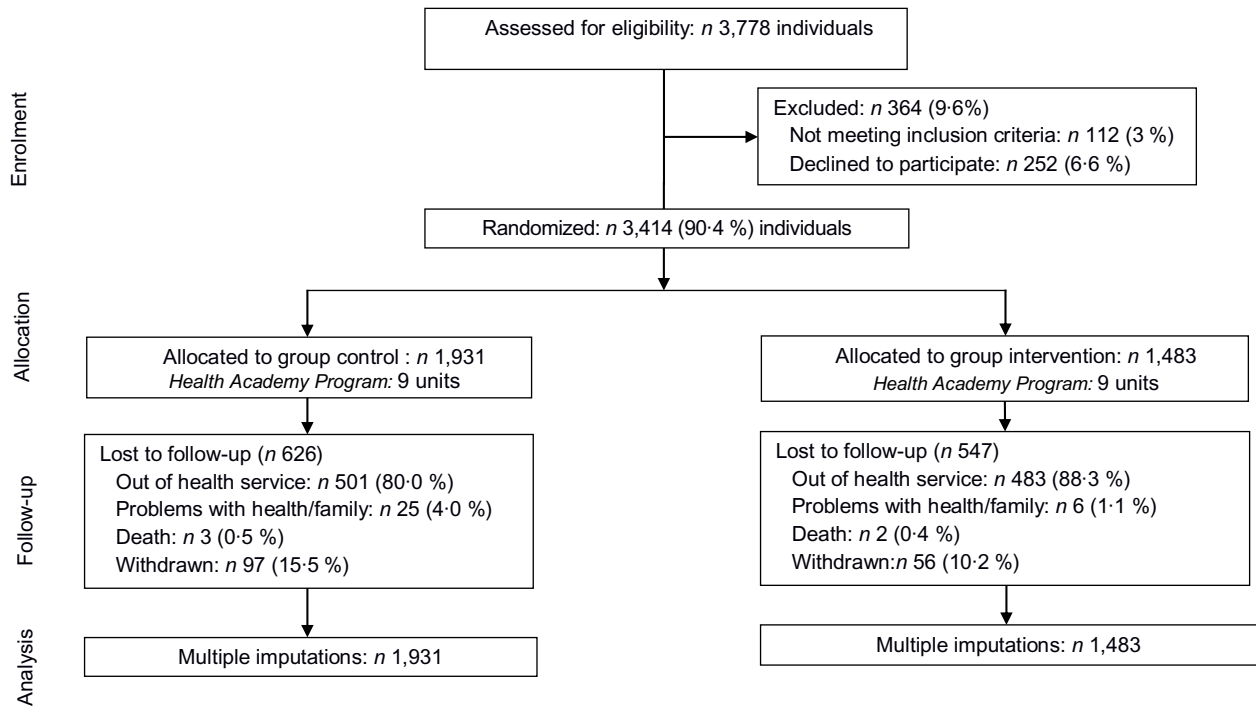 Assessed for eligibility: n 3,778 individuals
Enrolment
Excluded: n 364 (9·6%)
Not meeting inclusion criteria: n 112 (3 %)
Declined to participate: n 252 (6·6 %)
Randomized: n 3,414 (90·4 %) individuals
Allocation
Allocated to group control : n 1,931
Health Academy Program: 9 units
Allocated to group intervention: n 1,483
Health Academy Program: 9 units
Follow-up
Lost to follow-up (n 626)
Out of health service: n 501 (80·0 %)
Problems with health/family: n 25 (4·0 %)
Death: n 3 (0·5 %)
Withdrawn: n 97 (15·5 %)
Lost to follow-up (n 547)
Out of health service: n 483 (88·3 %)
Problems with health/family: n 6 (1·1 %)
Death: n 2 (0·4 %)
Withdrawn:n 56 (10·2 %)
Analysis
Multiple imputations: n 1,931
Multiple imputations: n 1,483